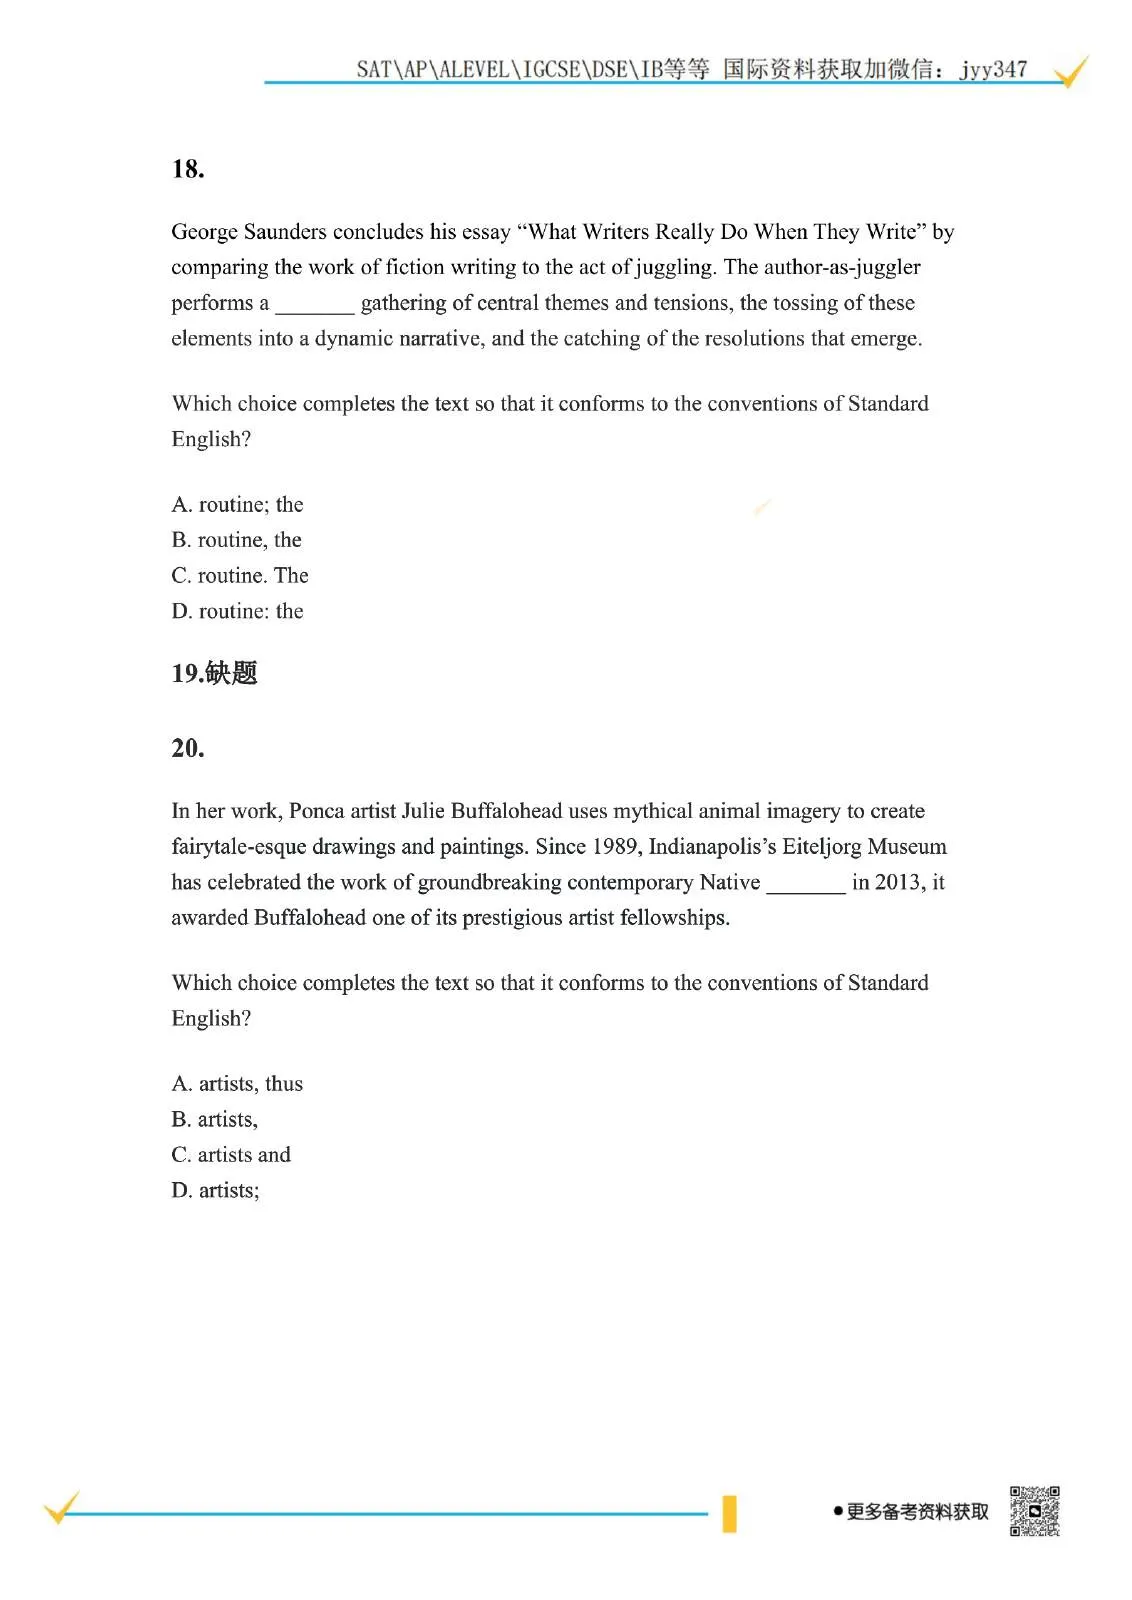 SAT\AP\ALEVEL\IGCSE\DSE\IB等等 国际资料获取加微信：jyy347
18.
George Saunders concludes his essay “What Writers Really Do When They Write” by
comparing the work of fiction writing to the act of juggling. The author-as-juggler
performs a _______ gathering of central themes and tensions, the tossing of these
elements into a dynamic narrative, and the catching of the resolutions that emerge.
Which choice completes the text so that it conforms to the conventions of Standard
English?
A. routine; the
B. routine, the
C. routine. The
D. routine: the
19.缺题
20.
In her work, Ponca artist Julie Buffalohead uses mythical animal imagery to create
fairytale-esque drawings and paintings. Since 1989, Indianapolis’s Eiteljorg Museum
has celebrated the work of groundbreaking contemporary Native _______ in 2013, it
awarded Buffalohead one of its prestigious artist fellowships.
Which choice completes the text so that it conforms to the conventions of Standard
English?
A. artists, thus
B. artists,
C. artists and
D. artists;
•更多备考资料获取